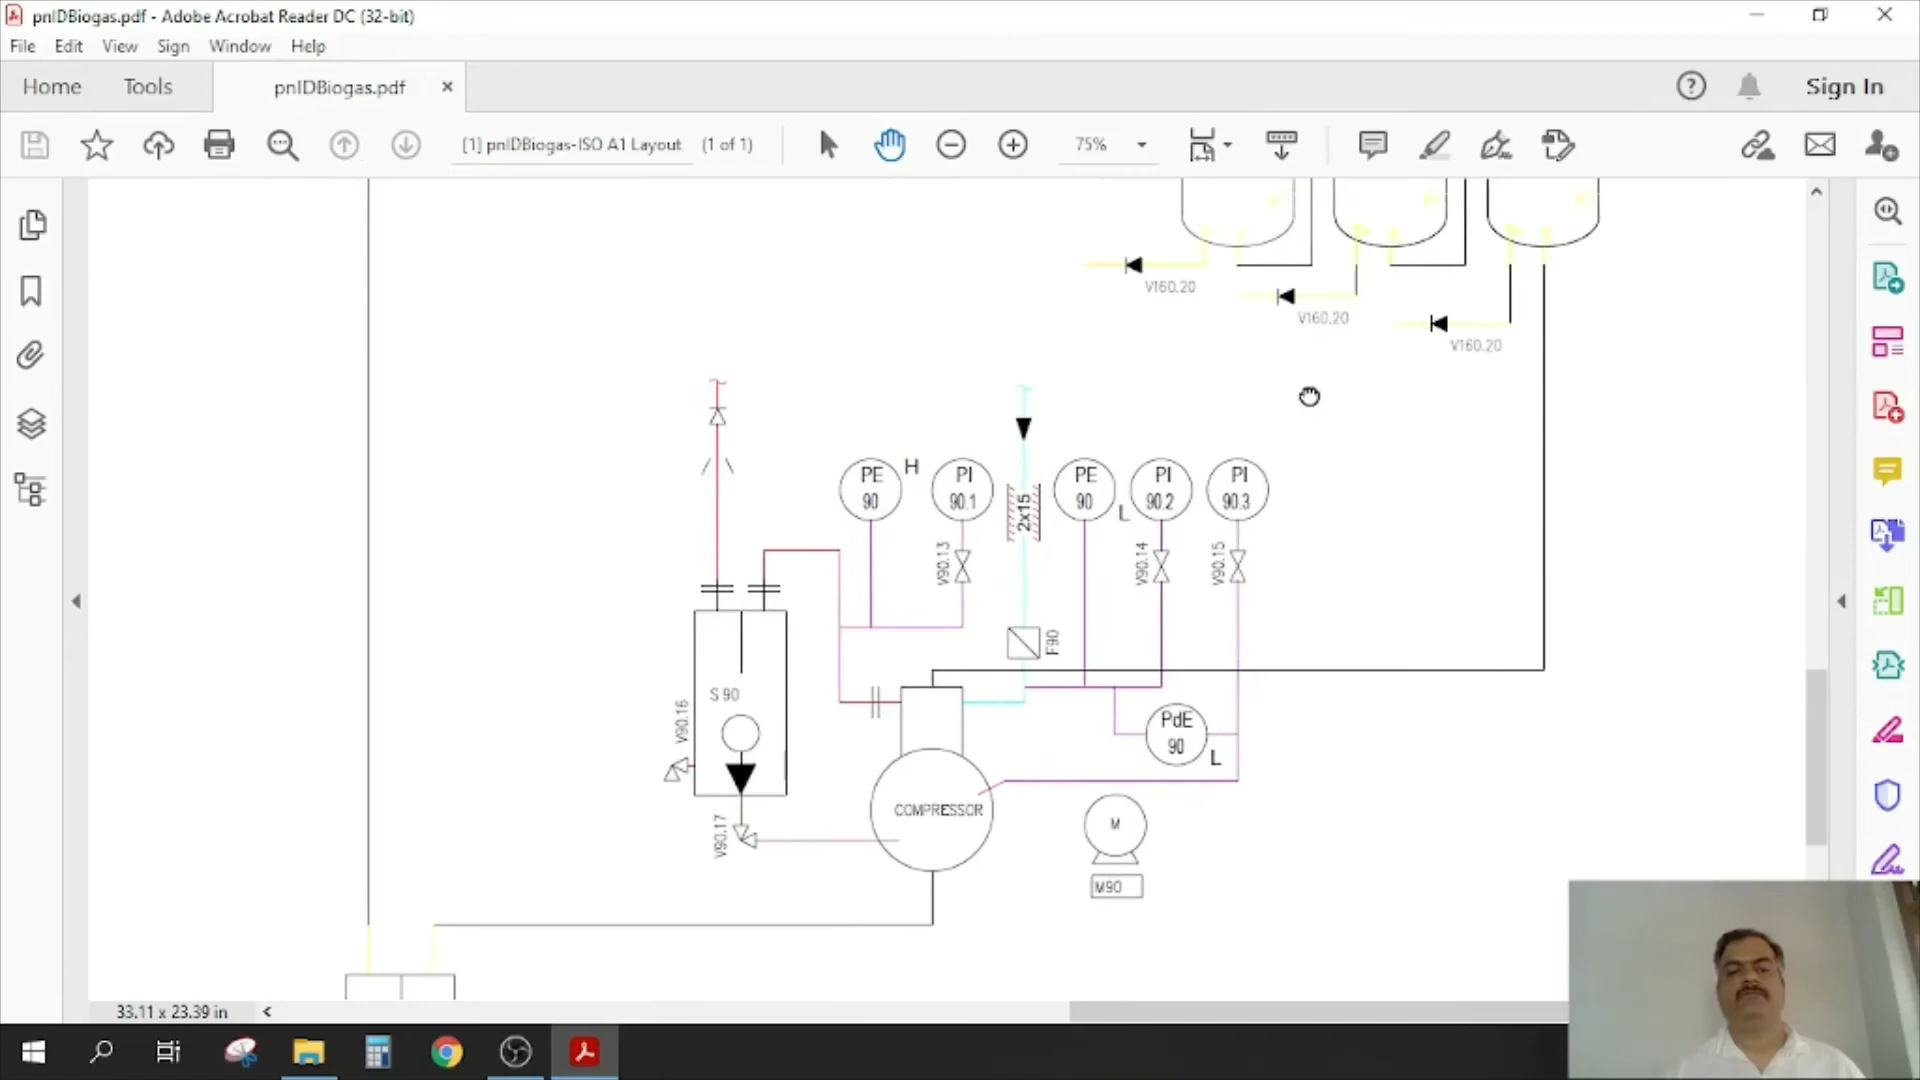 pnIDBiogas.pdf - Adobe Acrobat Reader DC (32-bit)
File Edit View Sign Window Help
Home Tools pnIDBiogas.pdf × Sign In
[1] pnIDBiogas-ISO A1 Layout (1 of 1) 75%
V160.20
V160.20
V160.20
PE 90
H
PI 90.1
2x15
PE 90
L
PI 90.2
PI 90.3
V90.13
V90.14
V90.15
F90
S 90
V90.16
PdE 90
L
V90.17
COMPRESSOR
M
M90
33.11 x 23.39 in